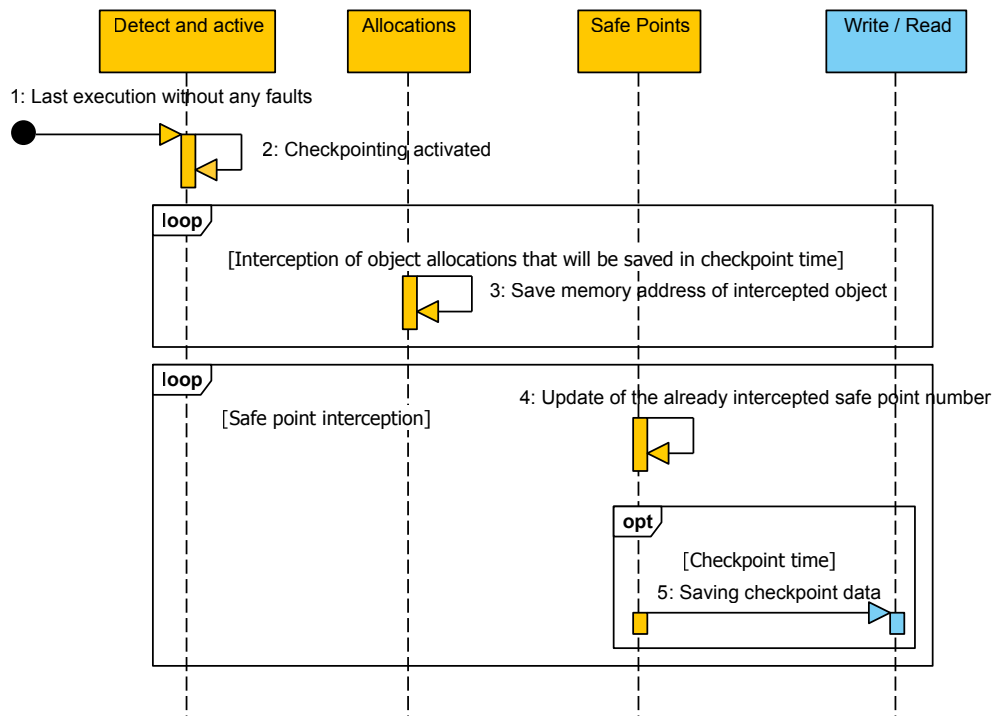 Detect and active
Allocations
Safe Points
Write / Read
1: Last execution without any faults
2: Checkpointing activated
loop
[Interception of object allocations that will be saved in checkpoint time]
3: Save memory address of intercepted object
loop
4: Update of the already intercepted safe point number
[Safe point interception]
opt
[Checkpoint time]
5: Saving checkpoint data